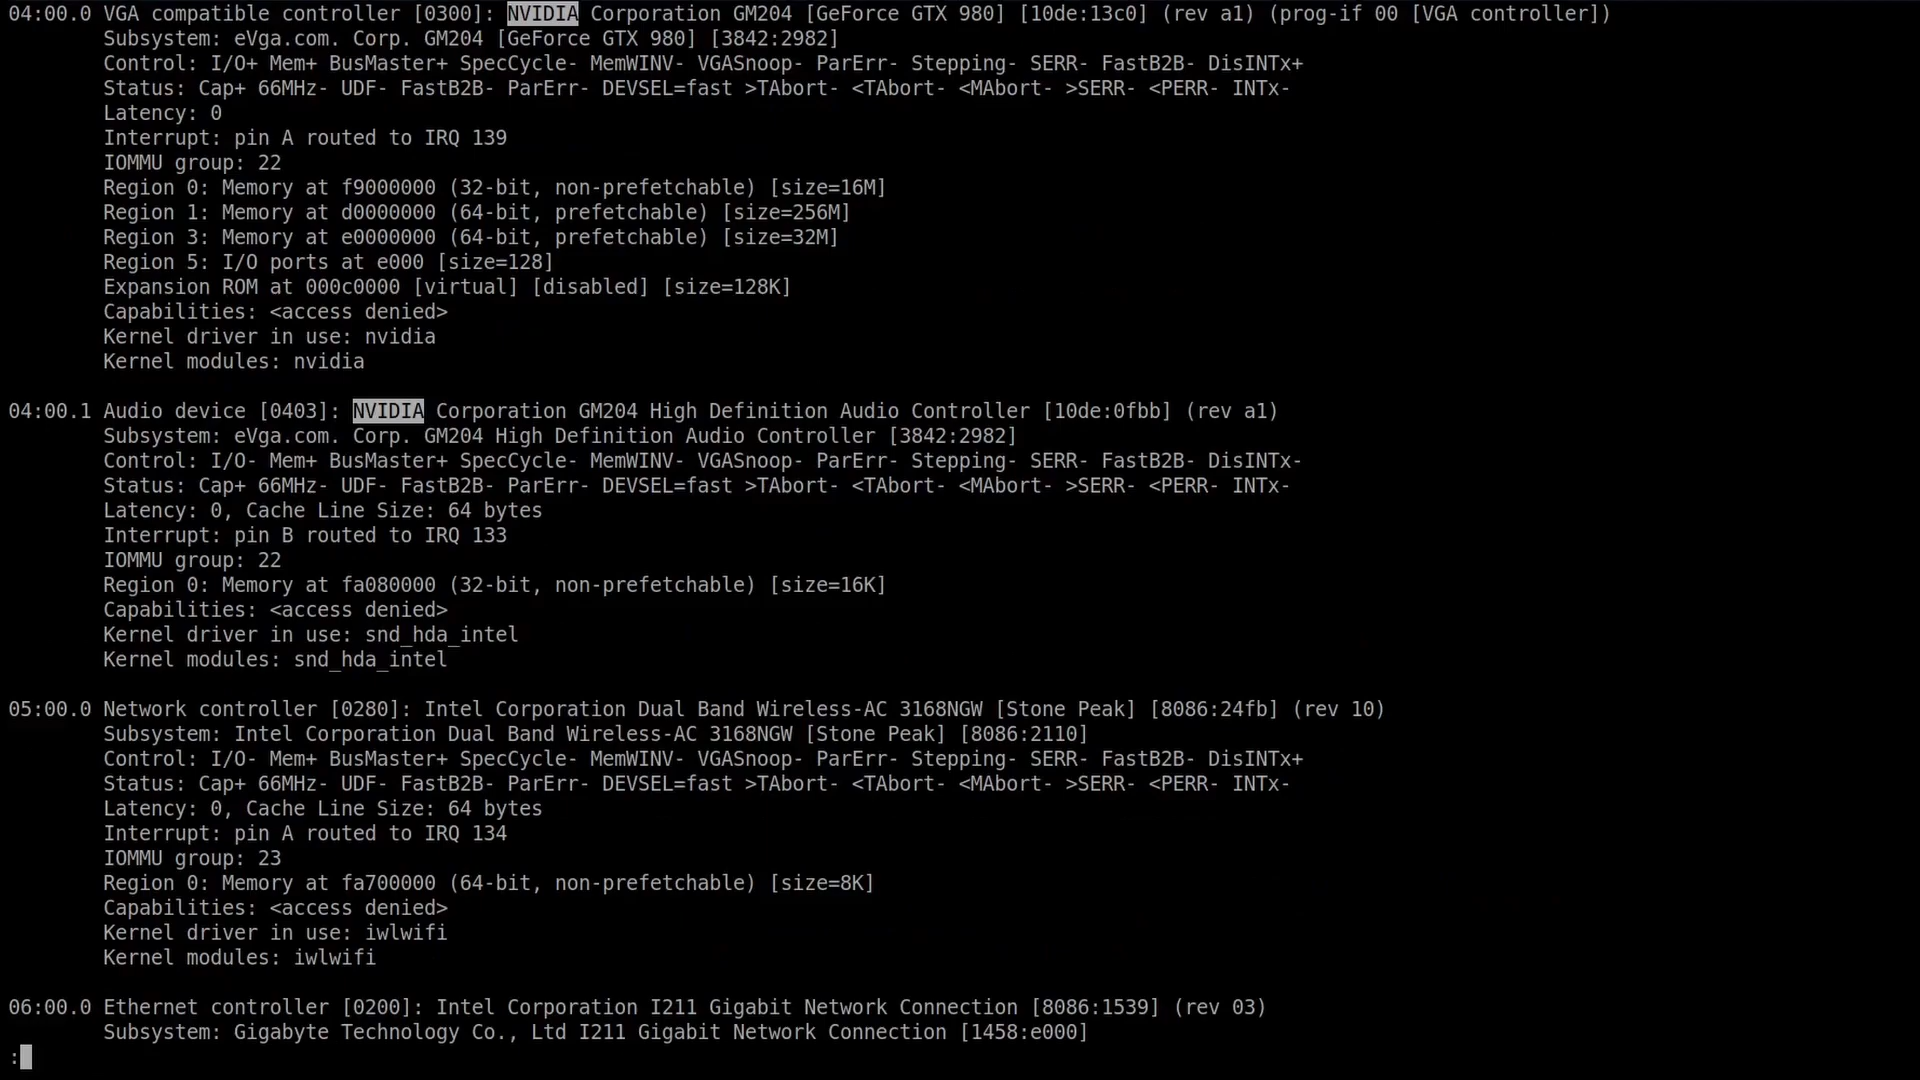 04:00.0 VGA compatible controller [0300]: NVIDIA Corporation GM204 [GeForce GTX 980] [10de:13c0] (rev a1) (prog-if 00 [VGA controller])
Subsystem: eVga.com. Corp. GM204 [GeForce GTX 980] [3842:2982]
Control: I/O+ Mem+ BusMaster+ SpecCycle- MemWINV- VGASnoop- ParErr- Stepping- SERR- FastB2B- DisINTx+
Status: Cap+ 66MHz- UDF- FastB2B- ParErr- DEVSEL=fast >TAbort- <TAbort- <MAbort- >SERR- <PERR- INTx-
Latency: 0
Interrupt: pin A routed to IRQ 139
IOMMU group: 22
Region 0: Memory at f9000000 (32-bit, non-prefetchable) [size=16M]
Region 1: Memory at d0000000 (64-bit, prefetchable) [size=256M]
Region 3: Memory at e0000000 (64-bit, prefetchable) [size=32M]
Region 5: I/O ports at e000 [size=128]
Expansion ROM at 000c0000 [virtual] [disabled] [size=128K]
Capabilities: <access denied>
Kernel driver in use: nvidia
Kernel modules: nvidia
04:00.1 Audio device [0403]: NVIDIA Corporation GM204 High Definition Audio Controller [10de:0fbb] (rev a1)
Subsystem: eVga.com. Corp. GM204 High Definition Audio Controller [3842:2982]
Control: I/O- Mem+ BusMaster+ SpecCycle- MemWINV- VGASnoop- ParErr- Stepping- SERR- FastB2B- DisINTx-
Status: Cap+ 66MHz- UDF- FastB2B- ParErr- DEVSEL=fast >TAbort- <TAbort- <MAbort- >SERR- <PERR- INTx-
Latency: 0, Cache Line Size: 64 bytes
Interrupt: pin B routed to IRQ 133
IOMMU group: 22
Region 0: Memory at fa080000 (32-bit, non-prefetchable) [size=16K]
Capabilities: <access denied>
Kernel driver in use: snd_hda_intel
Kernel modules: snd_hda_intel
05:00.0 Network controller [0280]: Intel Corporation Dual Band Wireless-AC 3168NGW [Stone Peak] [8086:24fb] (rev 10)
Subsystem: Intel Corporation Dual Band Wireless-AC 3168NGW [Stone Peak] [8086:2110]
Control: I/O- Mem+ BusMaster+ SpecCycle- MemWINV- VGASnoop- ParErr- Stepping- SERR- FastB2B- DisINTx+
Status: Cap+ 66MHz- UDF- FastB2B- ParErr- DEVSEL=fast >TAbort- <TAbort- <MAbort- >SERR- <PERR- INTx-
Latency: 0, Cache Line Size: 64 bytes
Interrupt: pin A routed to IRQ 134
IOMMU group: 23
Region 0: Memory at fa700000 (64-bit, non-prefetchable) [size=8K]
Capabilities: <access denied>
Kernel driver in use: iwlwifi
Kernel modules: iwlwifi
06:00.0 Ethernet controller [0200]: Intel Corporation I211 Gigabit Network Connection [8086:1539] (rev 03)
Subsystem: Gigabyte Technology Co., Ltd I211 Gigabit Network Connection [1458:e000]
: